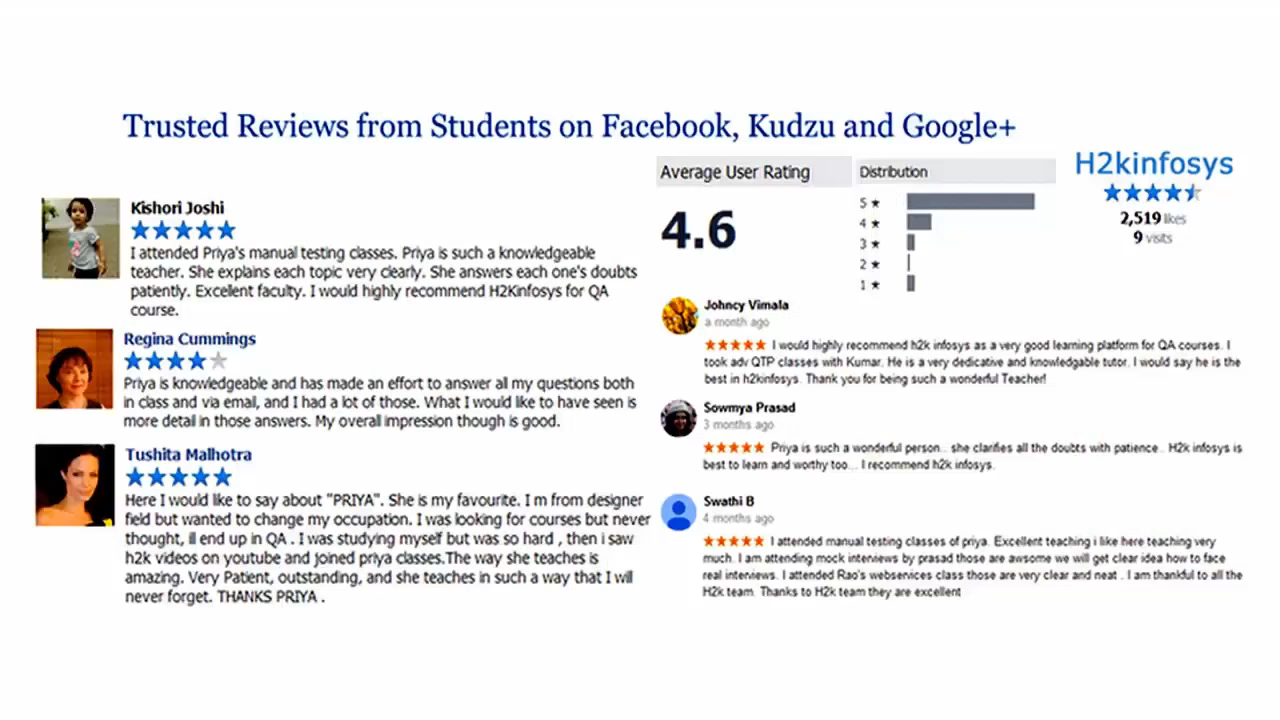 Trusted Reviews from Students on Facebook, Kudzu and Google+
Kishori Joshi
I attended Priya's manual testing classes. Priya is such a knowledgeable
teacher. She explains each topic very clearly. She answers each one's doubts
patiently. Excellent faculty. I would highly recommend H2Kinfosys for QA
course.
Regina Cummings
Priya is knowledgeable and has made an effort to answer all my questions both
in class and via email, and I had a lot of those. What I would like to have seen is
more detail in those answers. My overall impression though is good.
Tushita Malhotra
Here I would like to say about "PRIYA". She is my favourite. I m from designer
field but wanted to change my occupation. I was looking for courses but never
thought, ill end up in QA . I was studying myself but was so hard , then i saw
h2k videos on youtube and joined priya classes.The way she teaches is
amazing. Very Patient, outstanding, and she teaches in such a way that I will
never forget. THANKS PRIYA .
Average User Rating
4.6
Distribution
5 ★
4 ★
3 ★
2 ★
1 ★
H2kinfosys
2,519 likes
9 visits
Johncy Vimala
a month ago
I would highly recommend h2k infosys as a very good learning platform for QA courses. I
took adv QTP classes with Kumar. He is a very dedicative and knowledgable tutor. I would say he is the
best in h2kinfosys. Thank you for being such a wonderful Teacher!
Sowmya Prasad
3 months ago
Priya is such a wonderful person.. she clarifies all the doubts with patience.. H2k infosys is
best to learn and worthy too... I recommend h2k infosys.
Swathi B
4 months ago
I attended manual testing classes of priya. Excellent teaching i like here teaching very
much. I am attending mock interviews by prasad those are awsome we will get clear idea how to face
real interviews. I attended Rao's webservices class those are very clear and neat . I am thankful to all the
H2k team. Thanks to H2k team they are excellent